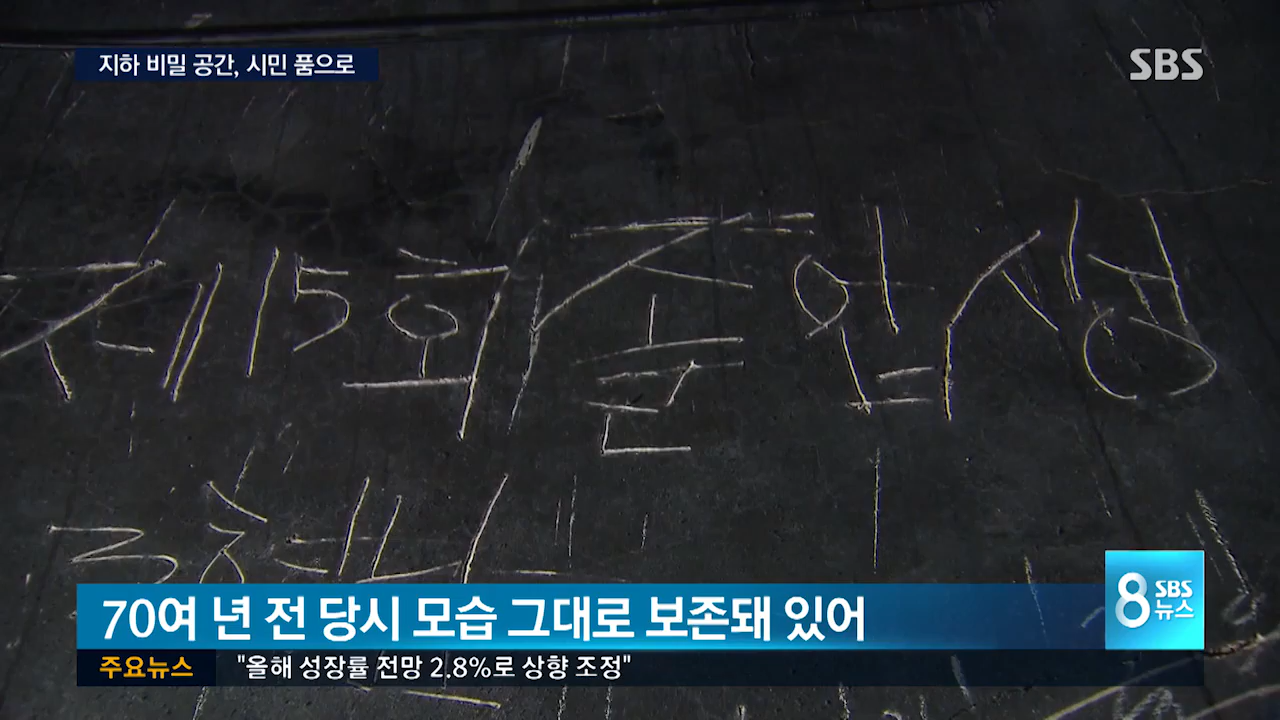 지하 비밀 공간, 시민 품으로
SBS
제15회졸업생
70여 년 전 당시 모습 그대로 보존돼 있어
8 SBS 뉴스
주요뉴스 "올해 성장률 전망 2.8%로 상향 조정"